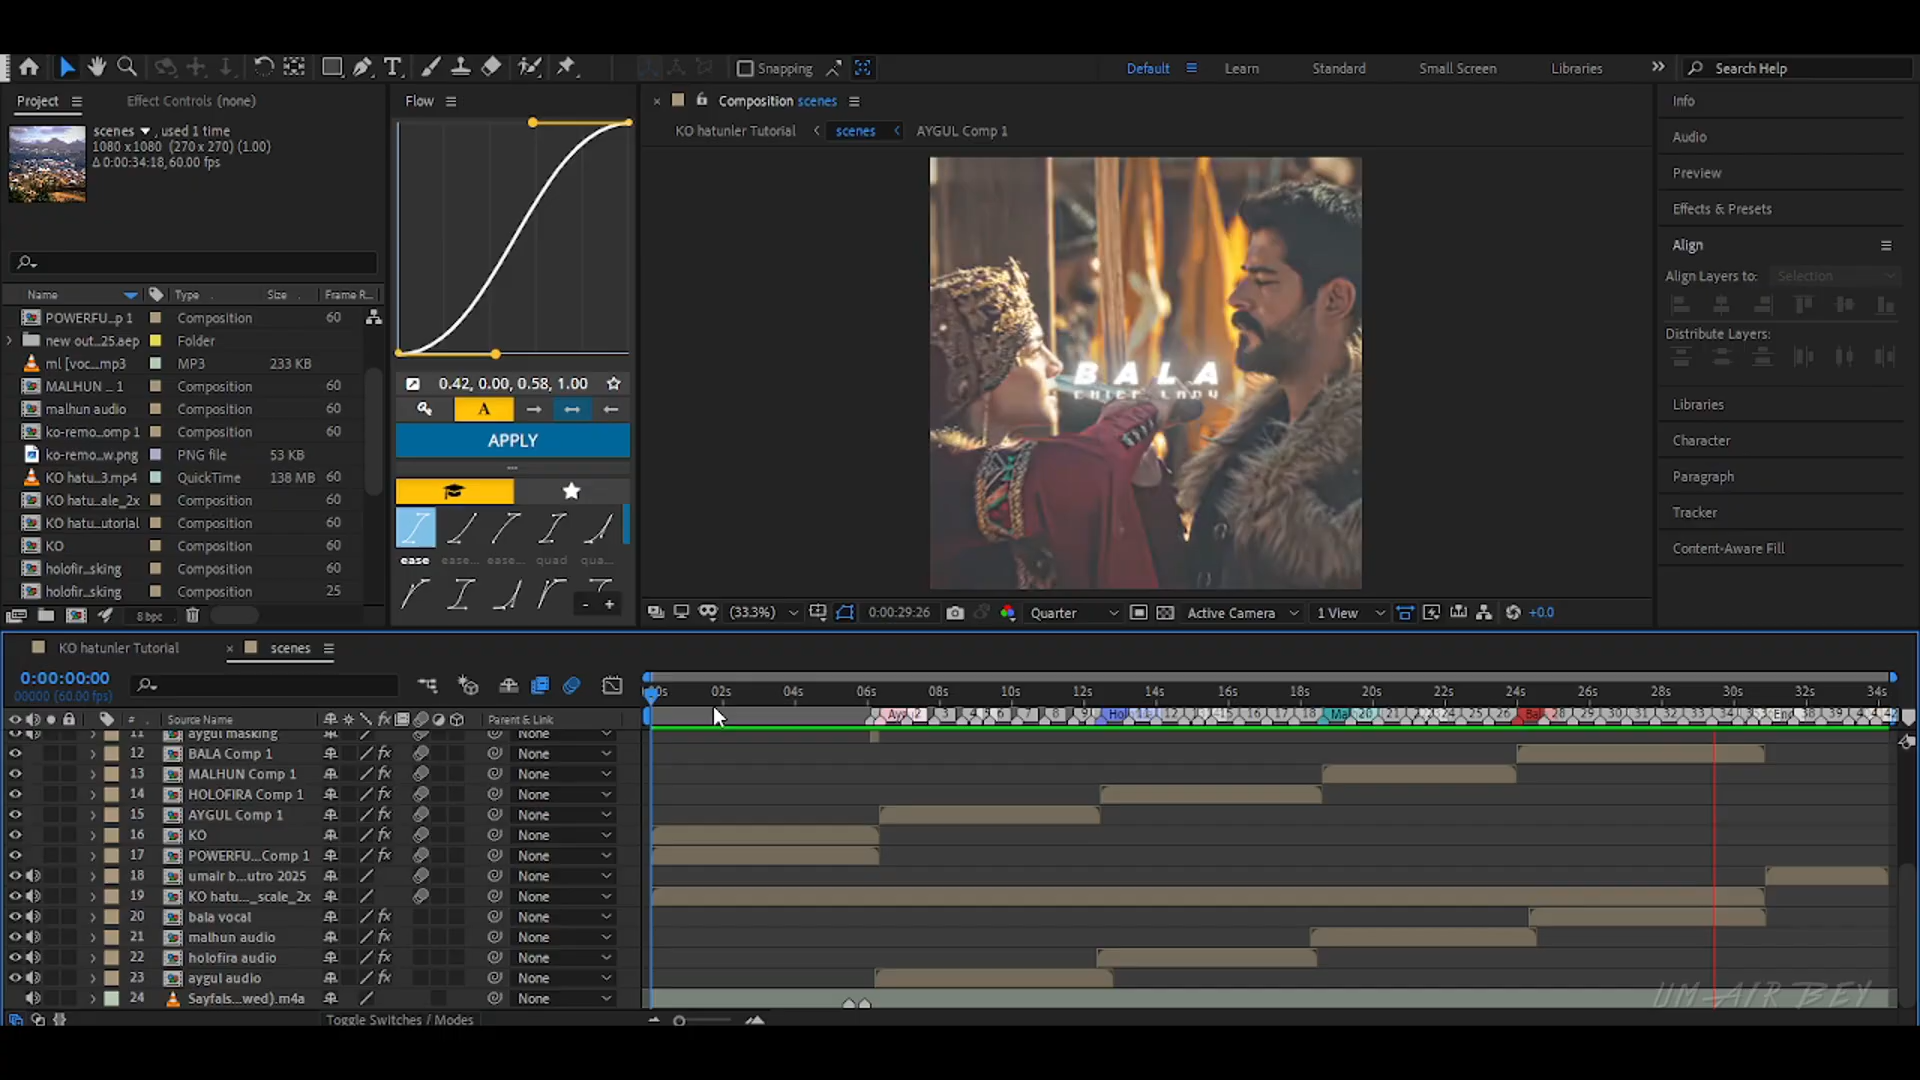 Snapping
Default
Learn
Standard
Small Screen
Libraries
Search Help
Project
Effect Controls (none)
scenes , used 1 time
1080 x1080 (270 x 270) (1.00)
Δ 0:00:34:18, 60.00 fps
Name
Type
Size
Frame R...
POWERFU...p 1 Composition 60
new out...25.aep Folder
ml [voc...mp3 MP3 233 KB
MALHUN ... 1 Composition 60
malhun audio Composition 60
ko-remo...omp 1 Composition 60
ko-remo...w.png PNG file 53 KB
KO hatu...3.mp4 QuickTime 138 MB 60
KO hatu...ale_2x Composition 60
KO hatu...utorial Composition 60
KO Composition 60
holofir...sking Composition 60
holofir...sking Composition 25
8 bpc
Flow
0.42, 0.00, 0.58, 1.00
A
APPLY
ease
ease...
ease...
quad
qua...
- +
Composition scenes
KO hatunler Tutorial
scenes
AYGUL Comp 1
BALA
(33.3%)
0:00:29:26
Quarter
Active Camera
1 View
+0.0
Info
Audio
Preview
Effects & Presets
Align
Align Layers to: Selection
Distribute Layers:
Libraries
Character
Paragraph
Tracker
Content-Aware Fill
KO hatunler Tutorial
scenes
0:00:00:00
00000 (60.00 fps)
02s 04s 06s 08s 10s 12s 14s 16s 18s 20s 22s 24s 26s 28s 30s 32s 34s
# Source Name
Parent & Link
11 aygul masking
12 BALA Comp 1 None
13 MALHUN Comp 1 None
14 HOLOFIRA Comp 1 None
15 AYGUL Comp 1 None
16 KO None
17 POWERFU...Comp 1 None
18 umair b...utro 2025 None
19 KO hatu..._scale_2x None
20 bala vocal None
21 malhun audio None
22 holofira audio None
23 aygul audio None
24 Sayfals...wed).m4a None
Toggle Switches / Modes
UM-AIR BEY